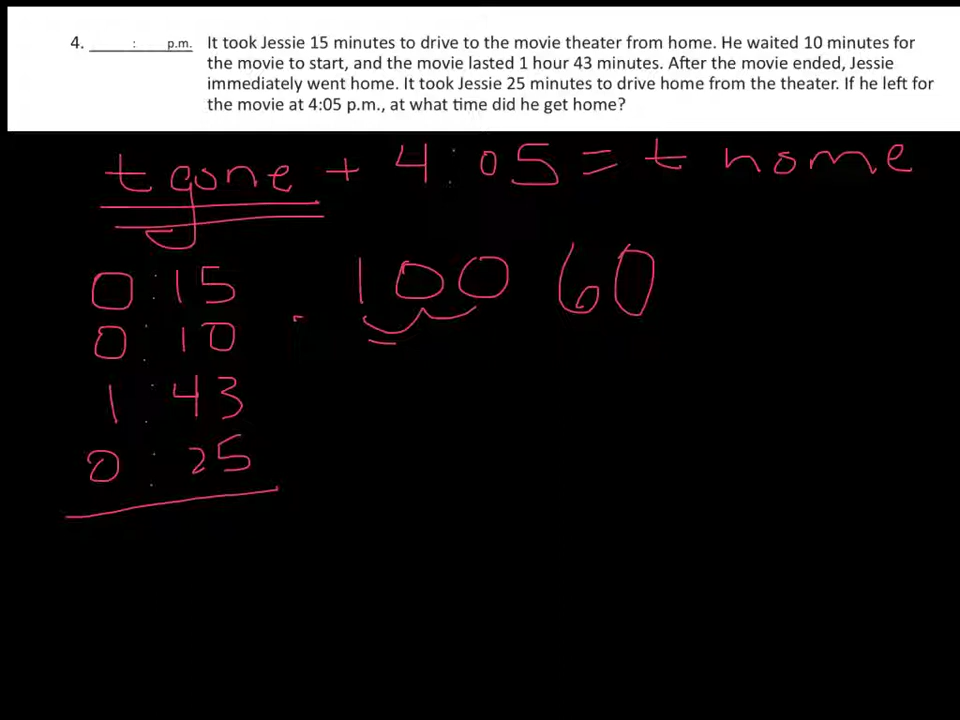 4. ______:______ p.m. It took Jessie 15 minutes to drive to the movie theater from home. He waited 10 minutes for
the movie to start, and the movie lasted 1 hour 43 minutes. After the movie ended, Jessie
immediately went home. It took Jessie 25 minutes to drive home from the theater. If he left for
the movie at 4:05 p.m., at what time did he get home?
t gone + 4:05 = t home
0:15
100 60
0:10
1:43
0:25